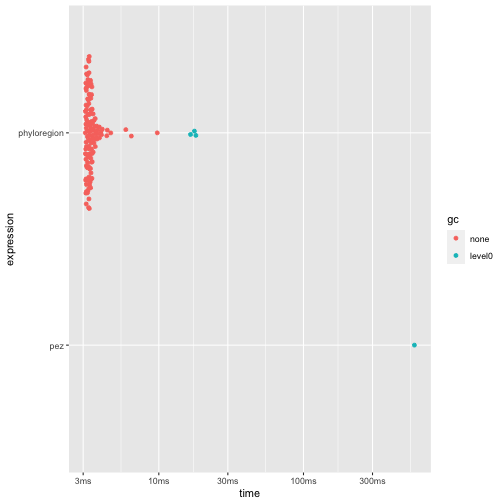 expression
phyloregion
pez
3ms 10ms 30ms 100ms 300ms
time
gc
none
level0